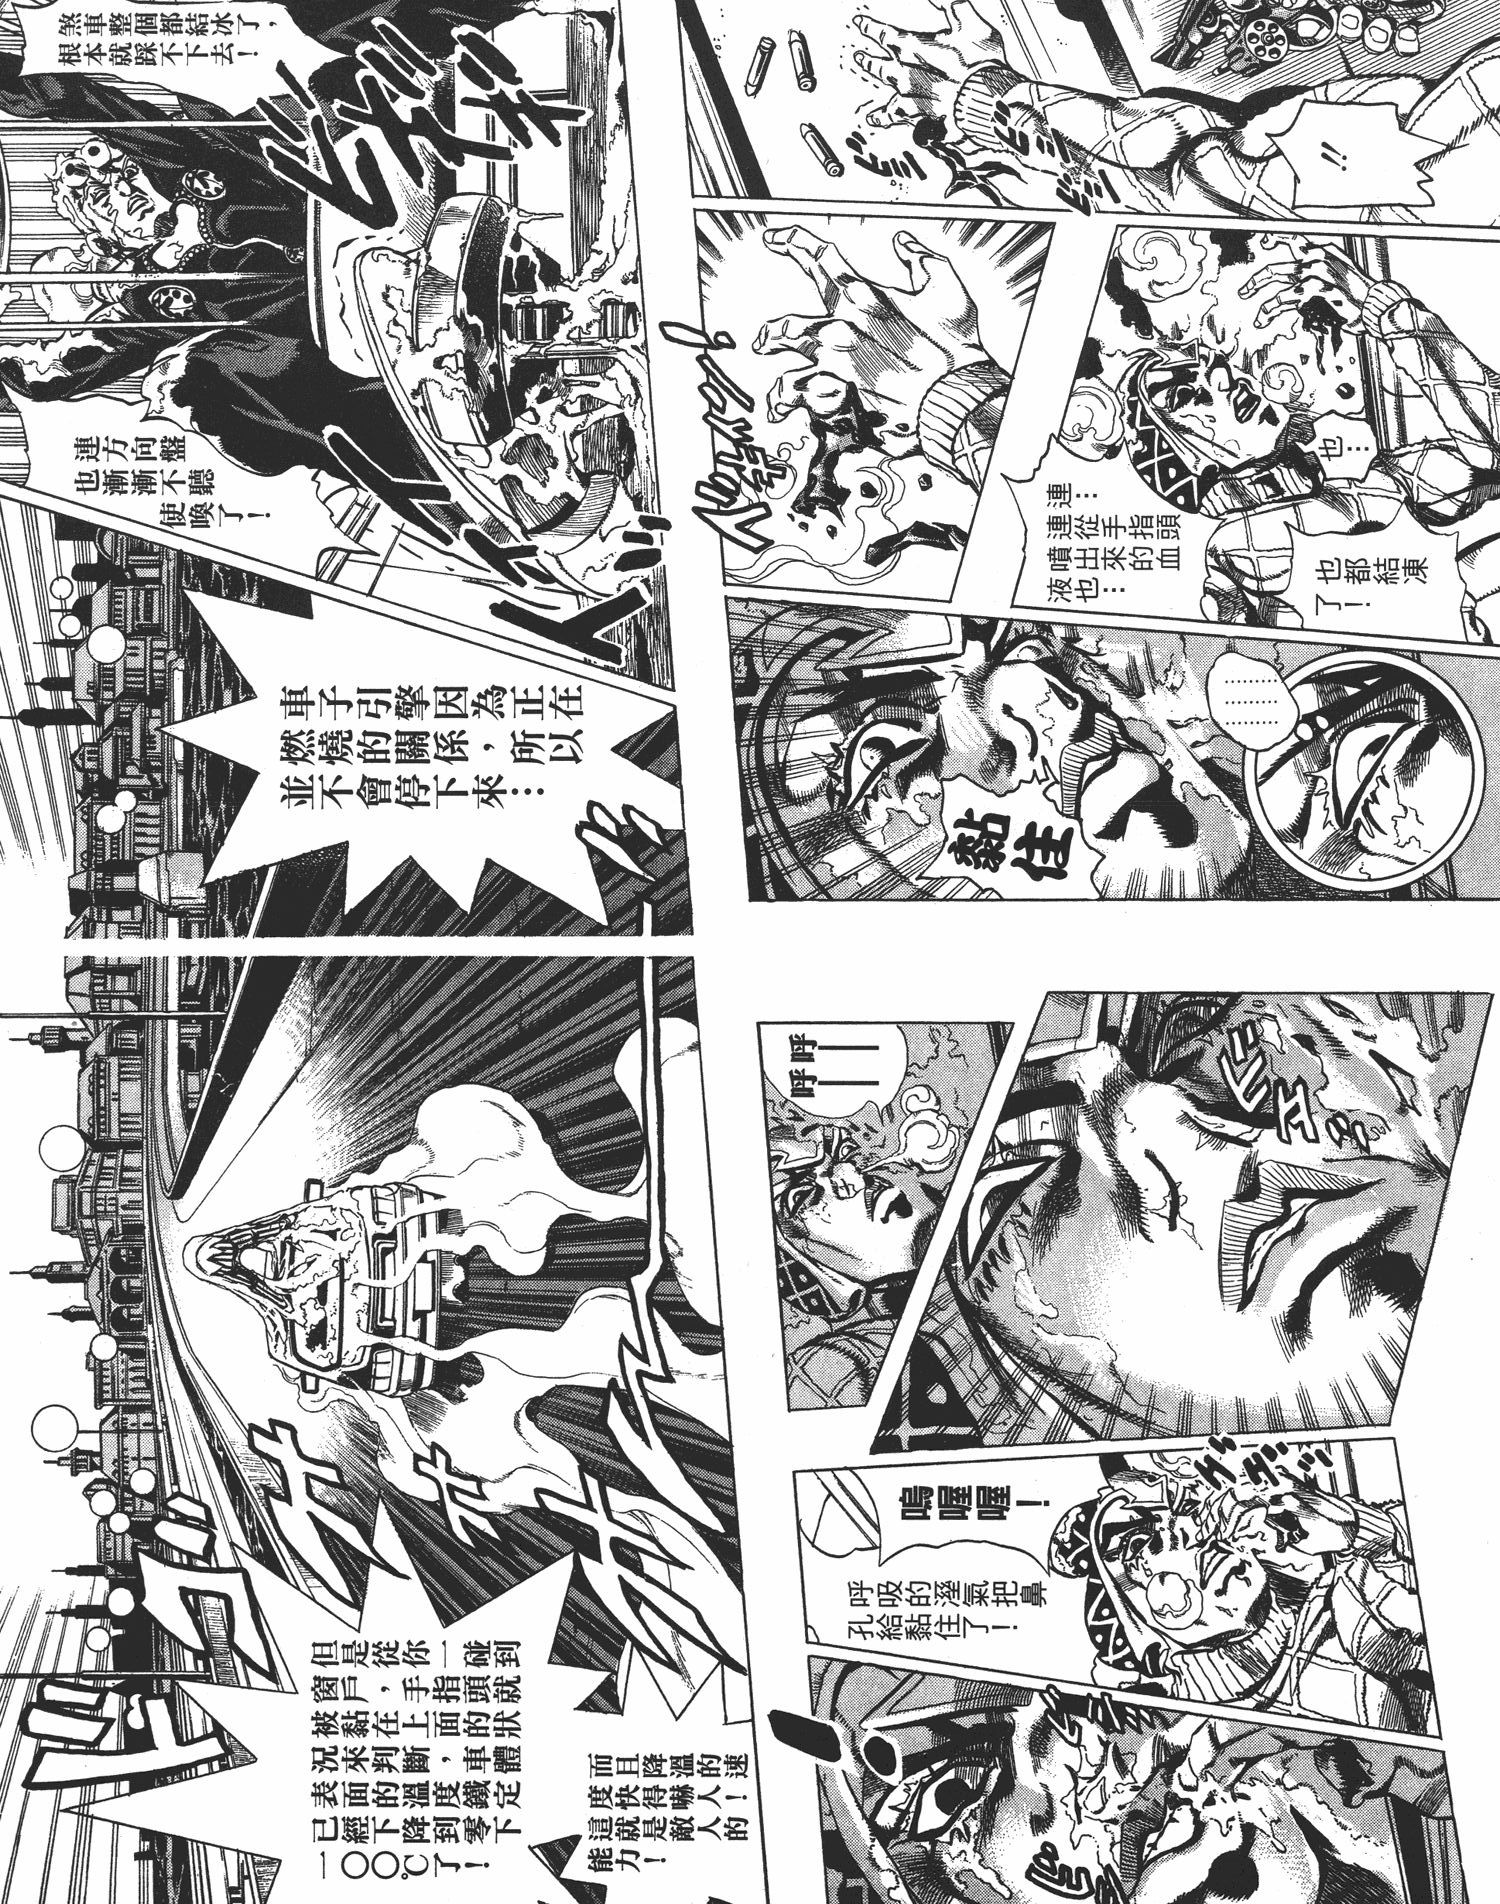 !!
也…
連…
連從手指頭
噴出來的血
液也…
也都結凍
了！
…………
黏住
煞車整個都結冰了，
根本就踩不下去！
連方向盤
也漸漸不聽
使喚了！
車子引擎因為正在
燃燒的關係，所以
並不會停下來…
呼——
呼——
嗚喔喔！
呼吸的溼氣把鼻
孔給黏住了！
但是從你一碰到
窗戶，手指頭就
被黏在上面的狀
況來判斷，車體
表面的溫度鐵定
已經下降到零下
一〇〇℃了！
而且降溫的速
度快得嚇人！
這就是敵人的
能力！